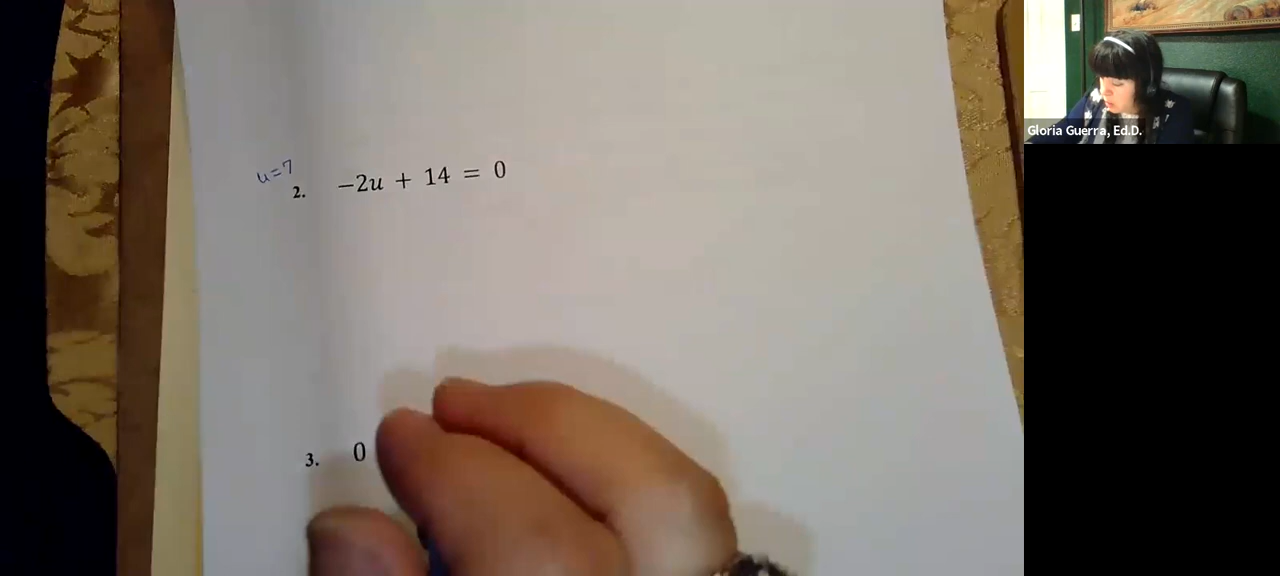 u=7
2. −2u + 14 = 0
3. 0
Gloria Guerra, Ed.D.